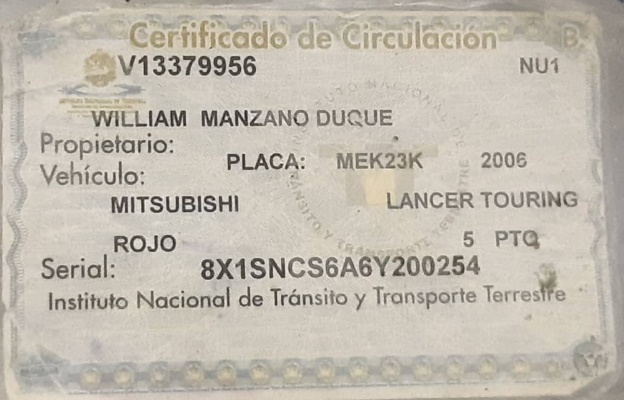 Certificado de Circulación
B
V13379956
NU1
WILLIAM MANZANO DUQUE
Propietario:
PLACA: MEK23K 2006
Vehículo:
MITSUBISHI LANCER TOURING
ROJO 5 PTO
Serial: 8X1SNCS6A6Y200254
Instituto Nacional de Tránsito y Transporte Terrestre